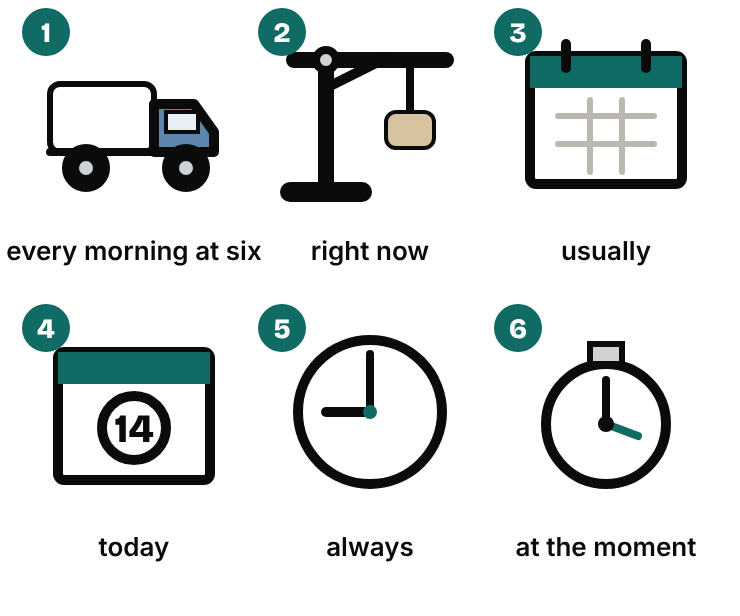 1
every morning at six
2
right now
3
usually
4
14
today
5
always
6
at the moment